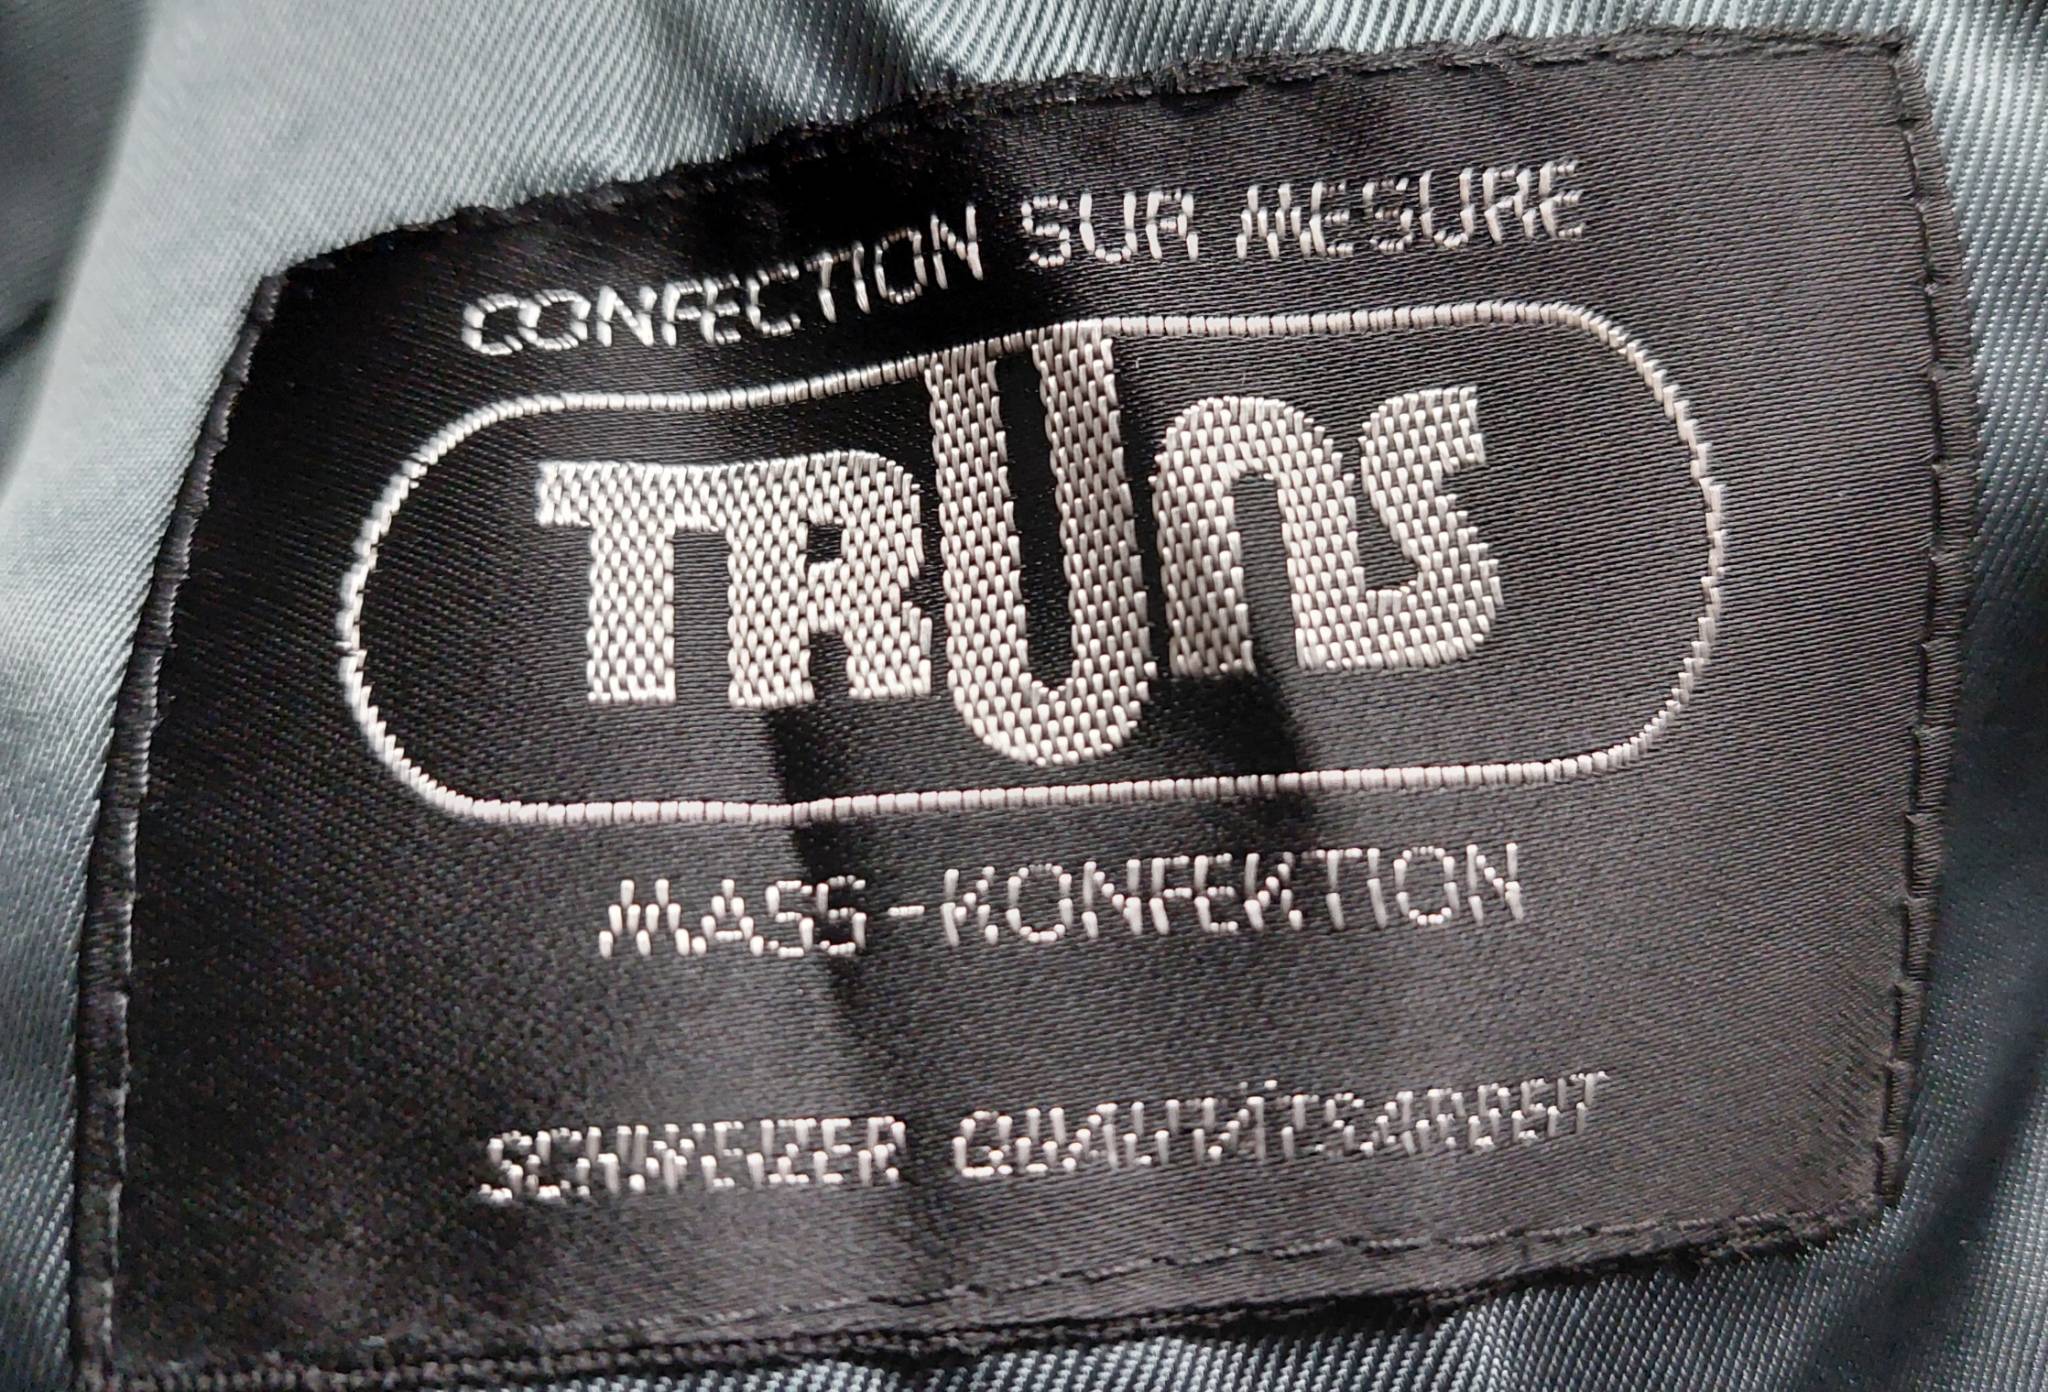 CONFECTION SUR MESURE
TRUNS
MASS-KONFEKTION
SCHWEIZER QUALITÄTSARBEIT